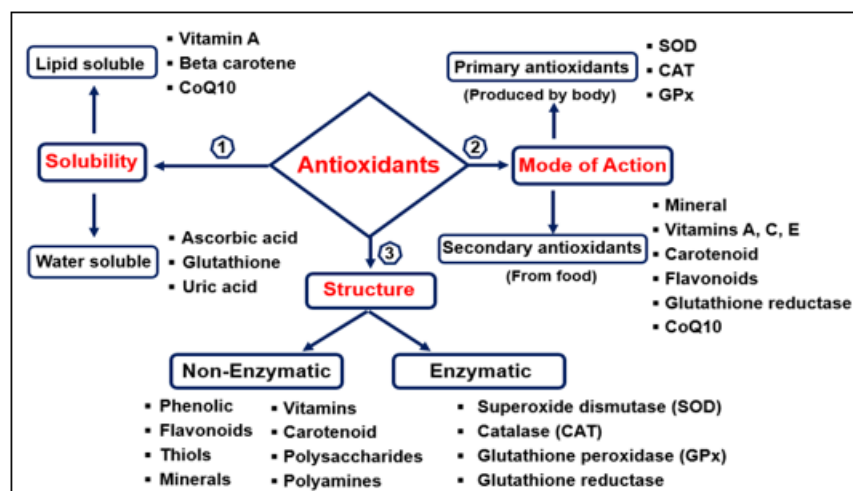 Lipid soluble
▪ Vitamin A
▪ Beta carotene
▪ CoQ10
Primary antioxidants
(Produced by body)
▪ SOD
▪ CAT
▪ GPx
Solubility
1
Antioxidants
2
Mode of Action
Water soluble
▪ Ascorbic acid
▪ Glutathione
▪ Uric acid
3
Structure
Secondary antioxidants
(From food)
▪ Mineral
▪ Vitamins A, C, E
▪ Carotenoid
▪ Flavonoids
▪ Glutathione reductase
▪ CoQ10
Non-Enzymatic
▪ Phenolic
▪ Flavonoids
▪ Thiols
▪ Minerals
▪ Vitamins
▪ Carotenoid
▪ Polysaccharides
▪ Polyamines
Enzymatic
▪ Superoxide dismutase (SOD)
▪ Catalase (CAT)
▪ Glutathione peroxidase (GPx)
▪ Glutathione reductase